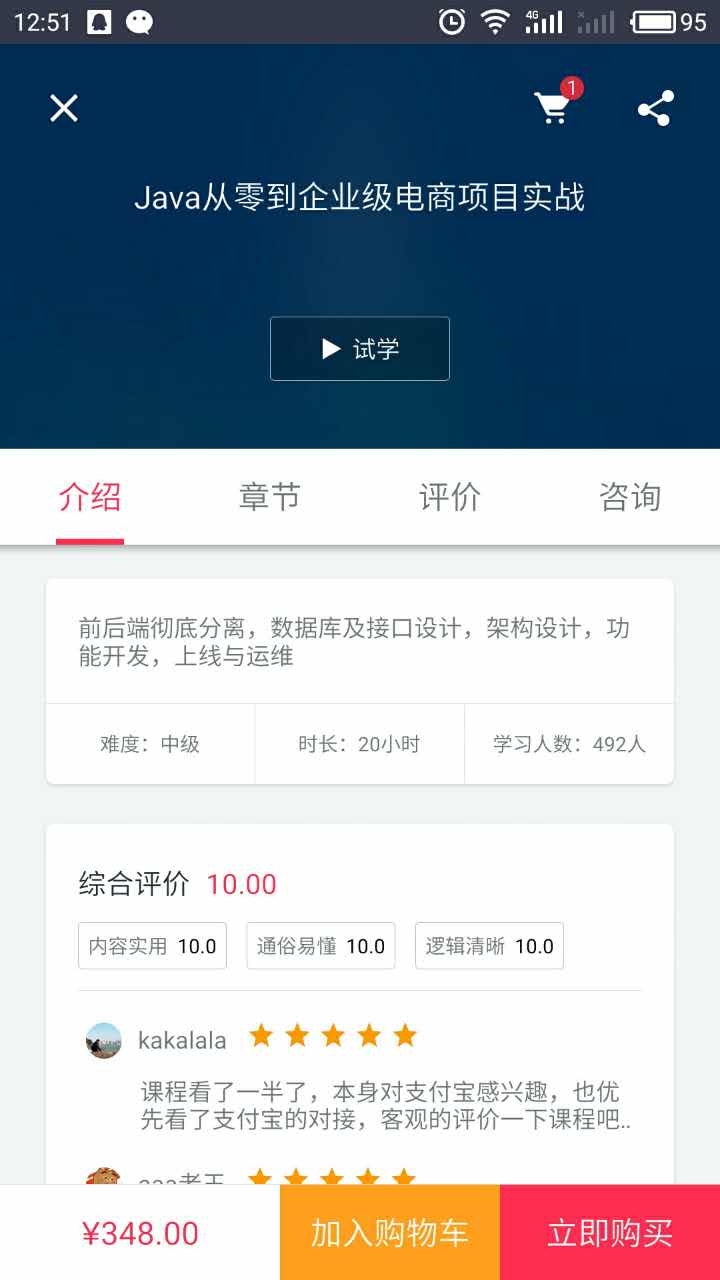 12:51
4G
95
1
Java从零到企业级电商项目实战
试学
介绍
章节
评价
咨询
前后端彻底分离，数据库及接口设计，架构设计，功
能开发，上线与运维
难度：中级
时长：20小时
学习人数：492人
综合评价 10.00
内容实用 10.0
通俗易懂 10.0
逻辑清晰 10.0
kakalala
课程看了一半了，本身对支付宝感兴趣，也优
先看了支付宝的对接，客观的评价一下课程吧..
¥348.00
加入购物车
立即购买